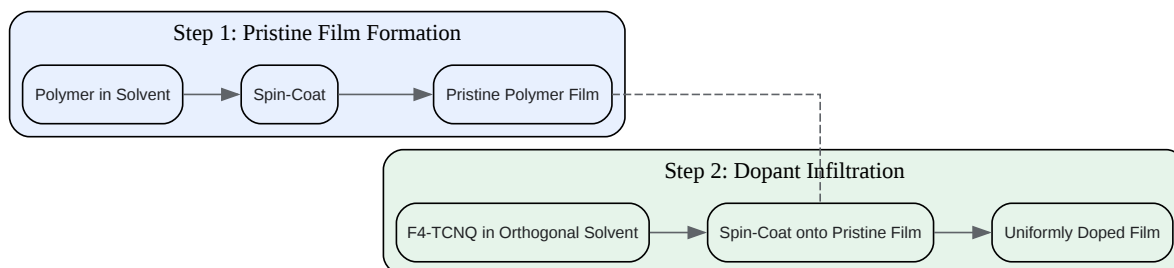 Step 1: Pristine Film Formation
Polymer in Solvent
Spin-Coat
Pristine Polymer Film
Step 2: Dopant Infiltration
F4-TCNQ in Orthogonal Solvent
Spin-Coat onto Pristine Film
Uniformly Doped Film